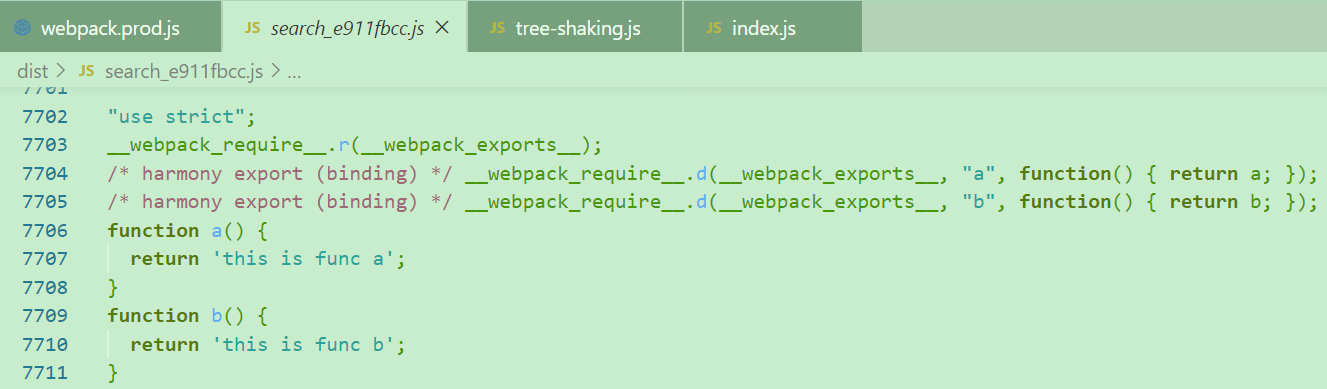 webpack.prod.js
JS search_e911fbcc.js ×
JS tree-shaking.js
JS index.js
dist > JS search_e911fbcc.js > ...
7701
7702 "use strict";
7703 __webpack_require__.r(__webpack_exports__);
7704 /* harmony export (binding) */ __webpack_require__.d(__webpack_exports__, "a", function() { return a; });
7705 /* harmony export (binding) */ __webpack_require__.d(__webpack_exports__, "b", function() { return b; });
7706 function a() {
7707 return 'this is func a';
7708 }
7709 function b() {
7710 return 'this is func b';
7711 }